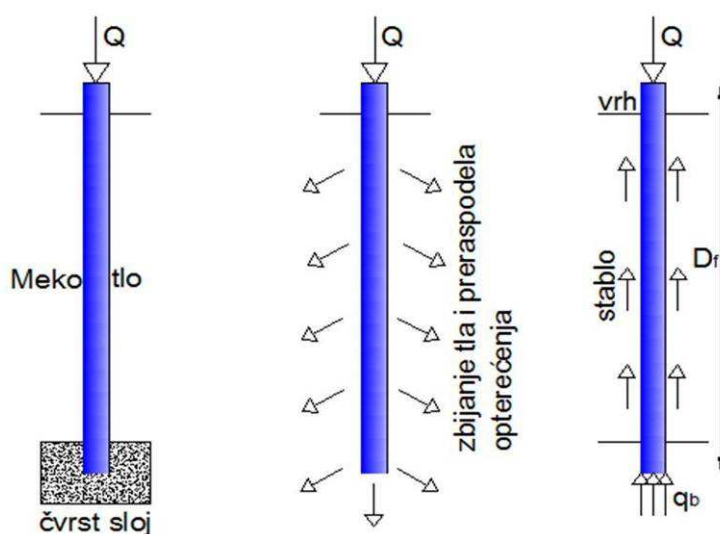 Q
Meko tlo
čvrst sloj
Q
zbijanje tla i preraspodela
opterećenja
Q
vrh
stablo
Df
qb